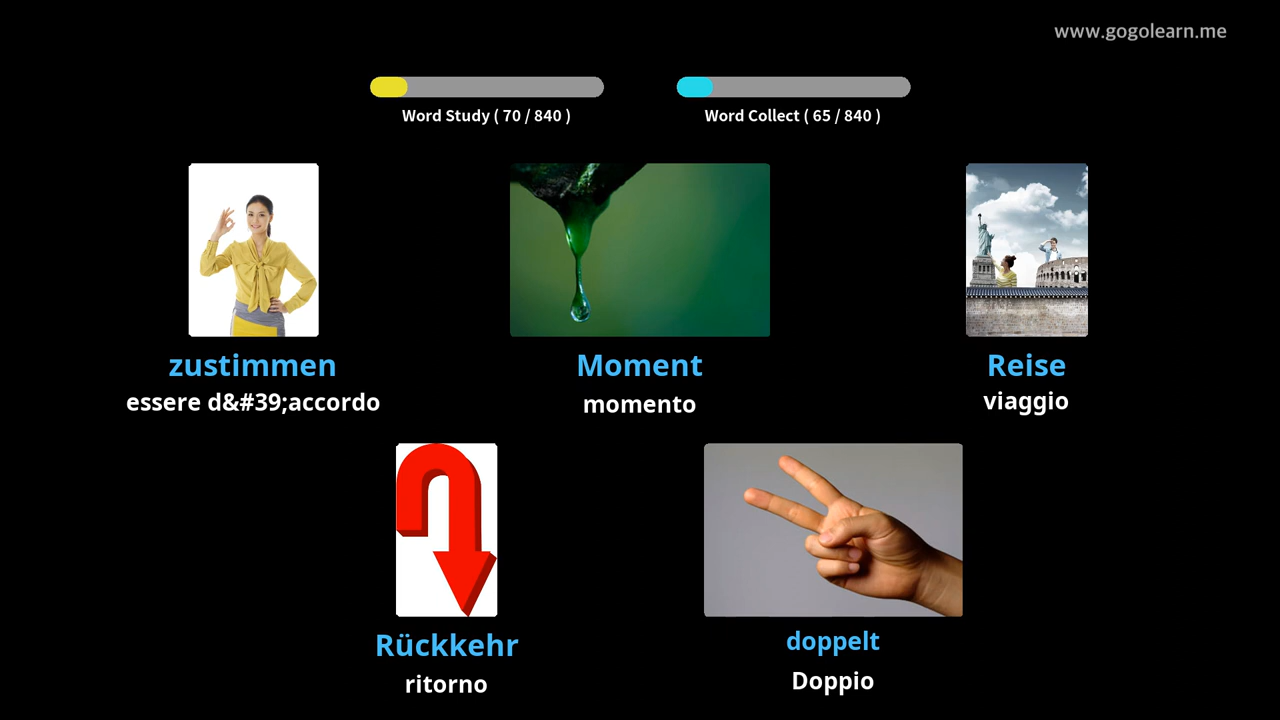 www.gogolearn.me
Word Study ( 70 / 840 )
Word Collect ( 65 / 840 )
zustimmen
essere d&#39;accordo
Moment
momento
Reise
viaggio
Rückkehr
ritorno
doppelt
Doppio